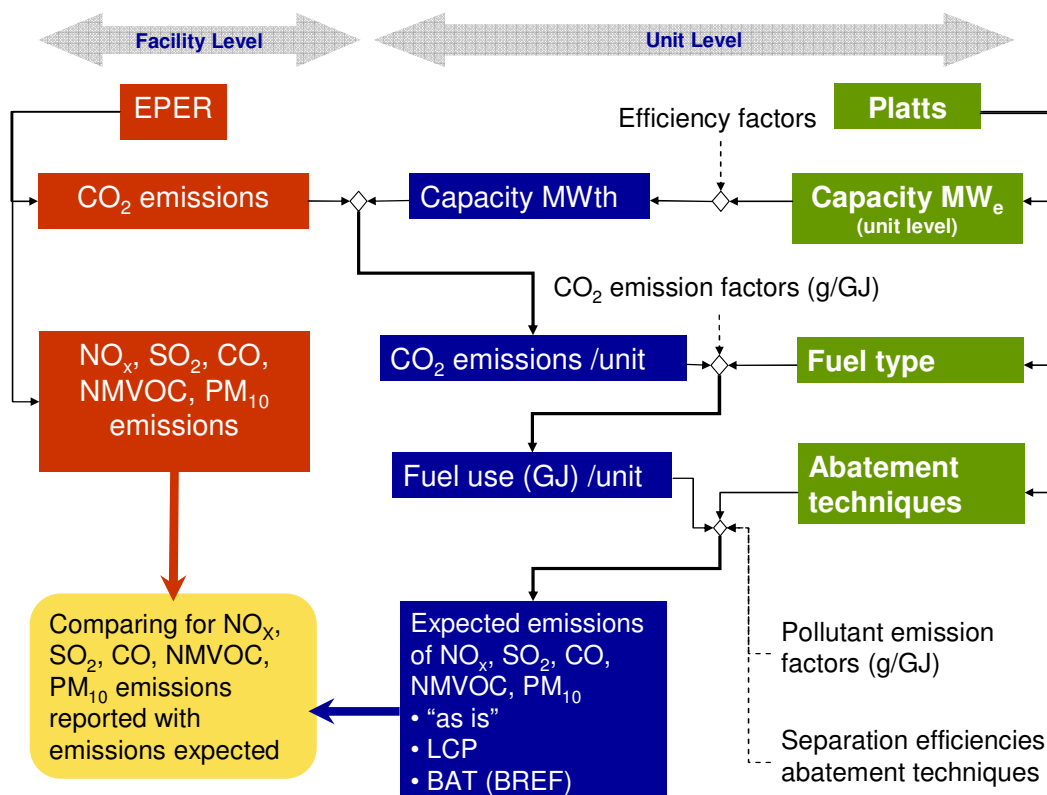 Facility Level
Unit Level
EPER
Efficiency factors
Platts
CO₂ emissions
Capacity MWth
Capacity MWₑ
(unit level)
CO₂ emission factors (g/GJ)
NOₓ, SO₂, CO,
NMVOC, PM₁₀
emissions
CO₂ emissions /unit
Fuel type
Fuel use (GJ) /unit
Abatement
techniques
Comparing for NOX,
SO₂, CO, NMVOC,
PM₁₀ emissions
reported with
emissions expected
Expected emissions
of NOₓ, SO₂, CO,
NMVOC, PM₁₀
• “as is”
• LCP
• BAT (BREF)
Pollutant emission
factors (g/GJ)
Separation efficiencies
abatement techniques